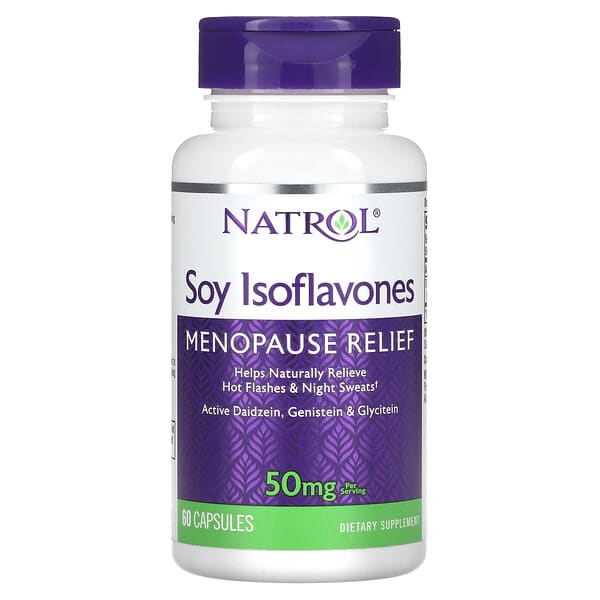 NATROL®
Soy Isoflavones
MENOPAUSE RELIEF
Helps Naturally Relieve
Hot Flashes & Night Sweats†
Active Daidzein, Genistein & Glycitein
50mg Per Serving
60 CAPSULES
DIETARY SUPPLEMENT